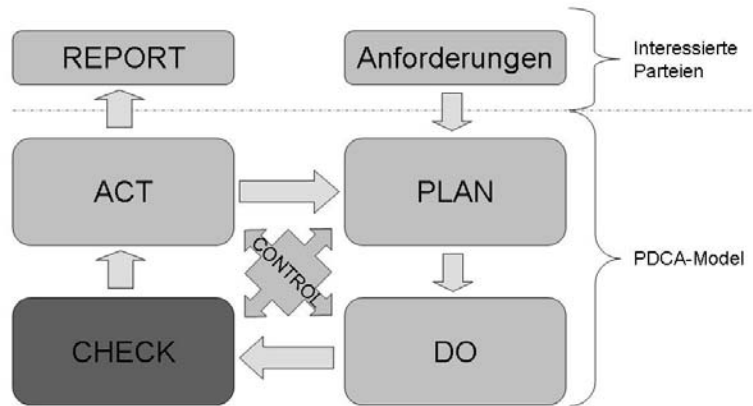 REPORT
Anforderungen
Interessierte
Parteien
ACT
PLAN
CONTROL
PDCA-Model
CHECK
DO